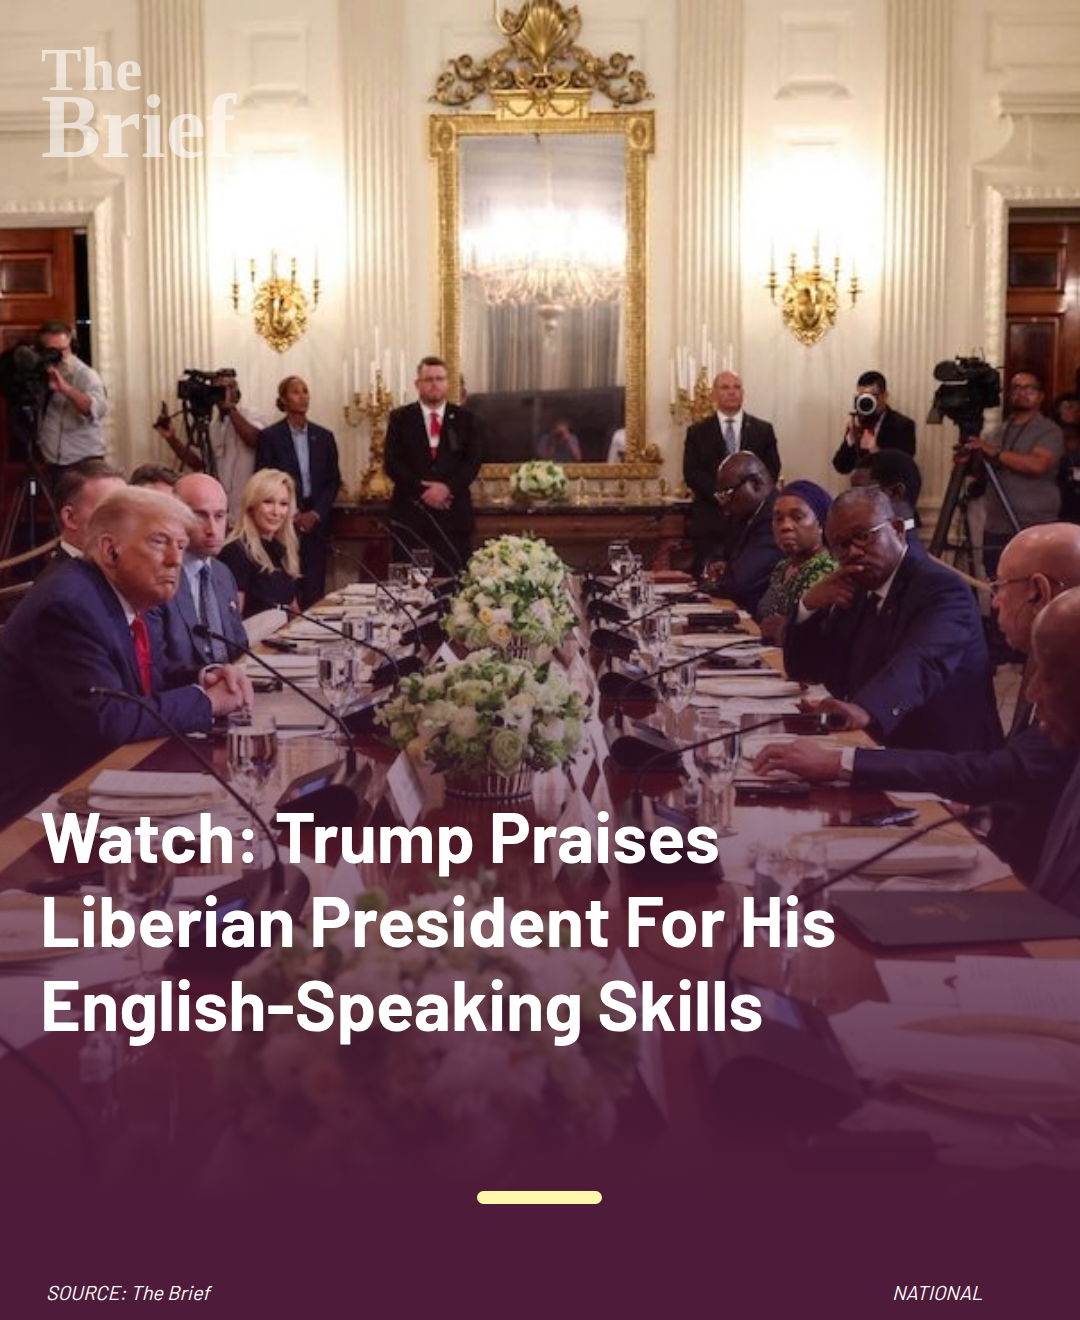 The
Brief
Watch: Trump Praises
Liberian President For His
English-Speaking Skills
SOURCE: The Brief
NATIONAL